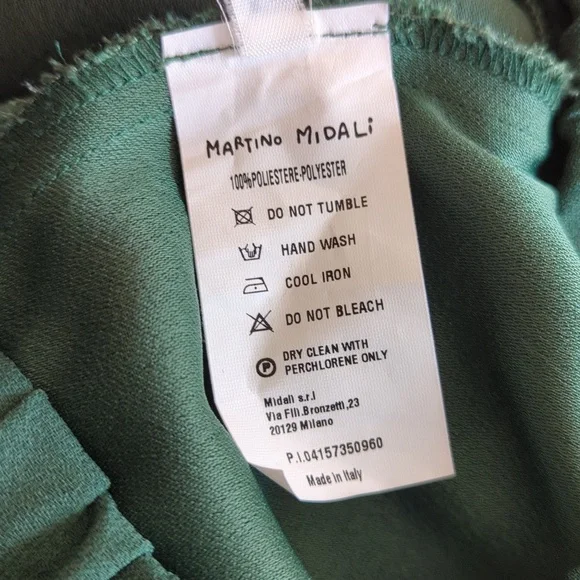 MARTINO MIDALi
100%POLIESTERE-POLYESTER
DO NOT TUMBLE
HAND WASH
COOL IRON
DO NOT BLEACH
P DRY CLEAN WITH
PERCHLORENE ONLY
Midali s.r.l
Via Flli.Bronzetti,23
20129 Milano
P.I.04157350960
Made in Italy